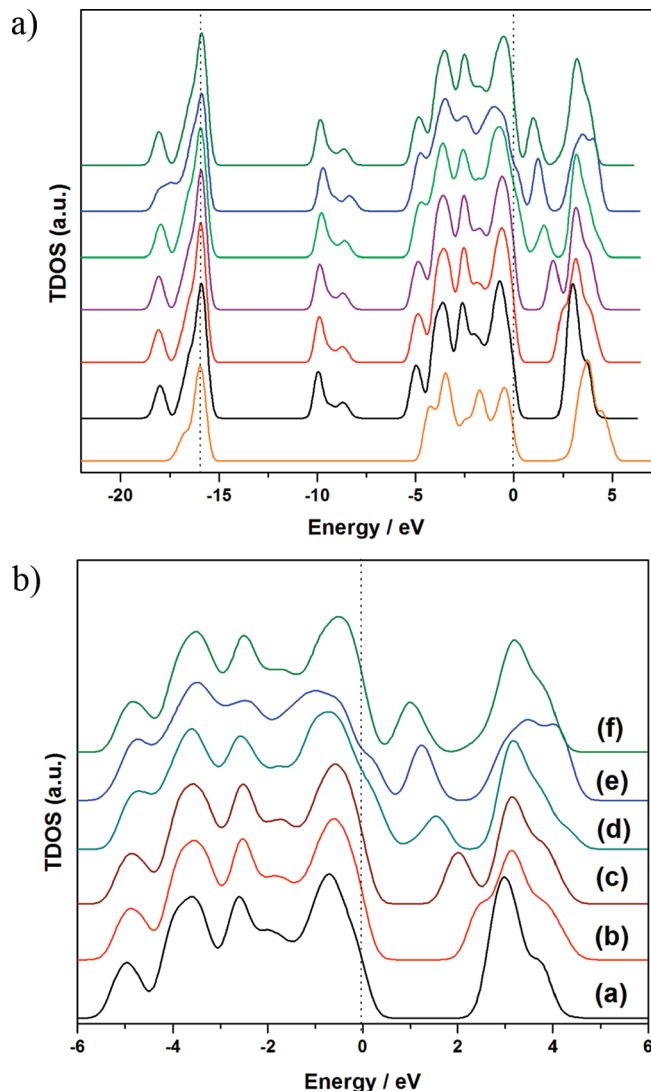 a)
TDOS (a.u.)
-20 -15 -10 -5 0 5
Energy / eV
b)
TDOS (a.u.)
(f)
(e)
(d)
(c)
(b)
(a)
-6 -4 -2 0 2 4 6
Energy / eV